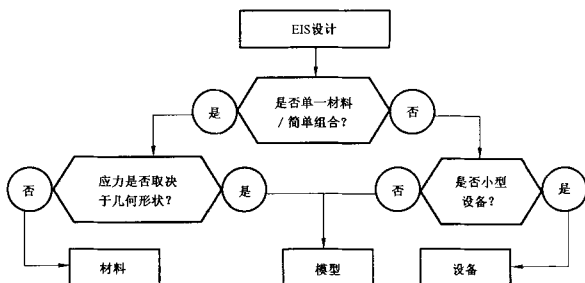 EIS设计
是否单一材料
/简单组合?
是
否
应力是否取决
于几何形状?
否
是
是否小型
设备?
否
是
材料
模型
设备